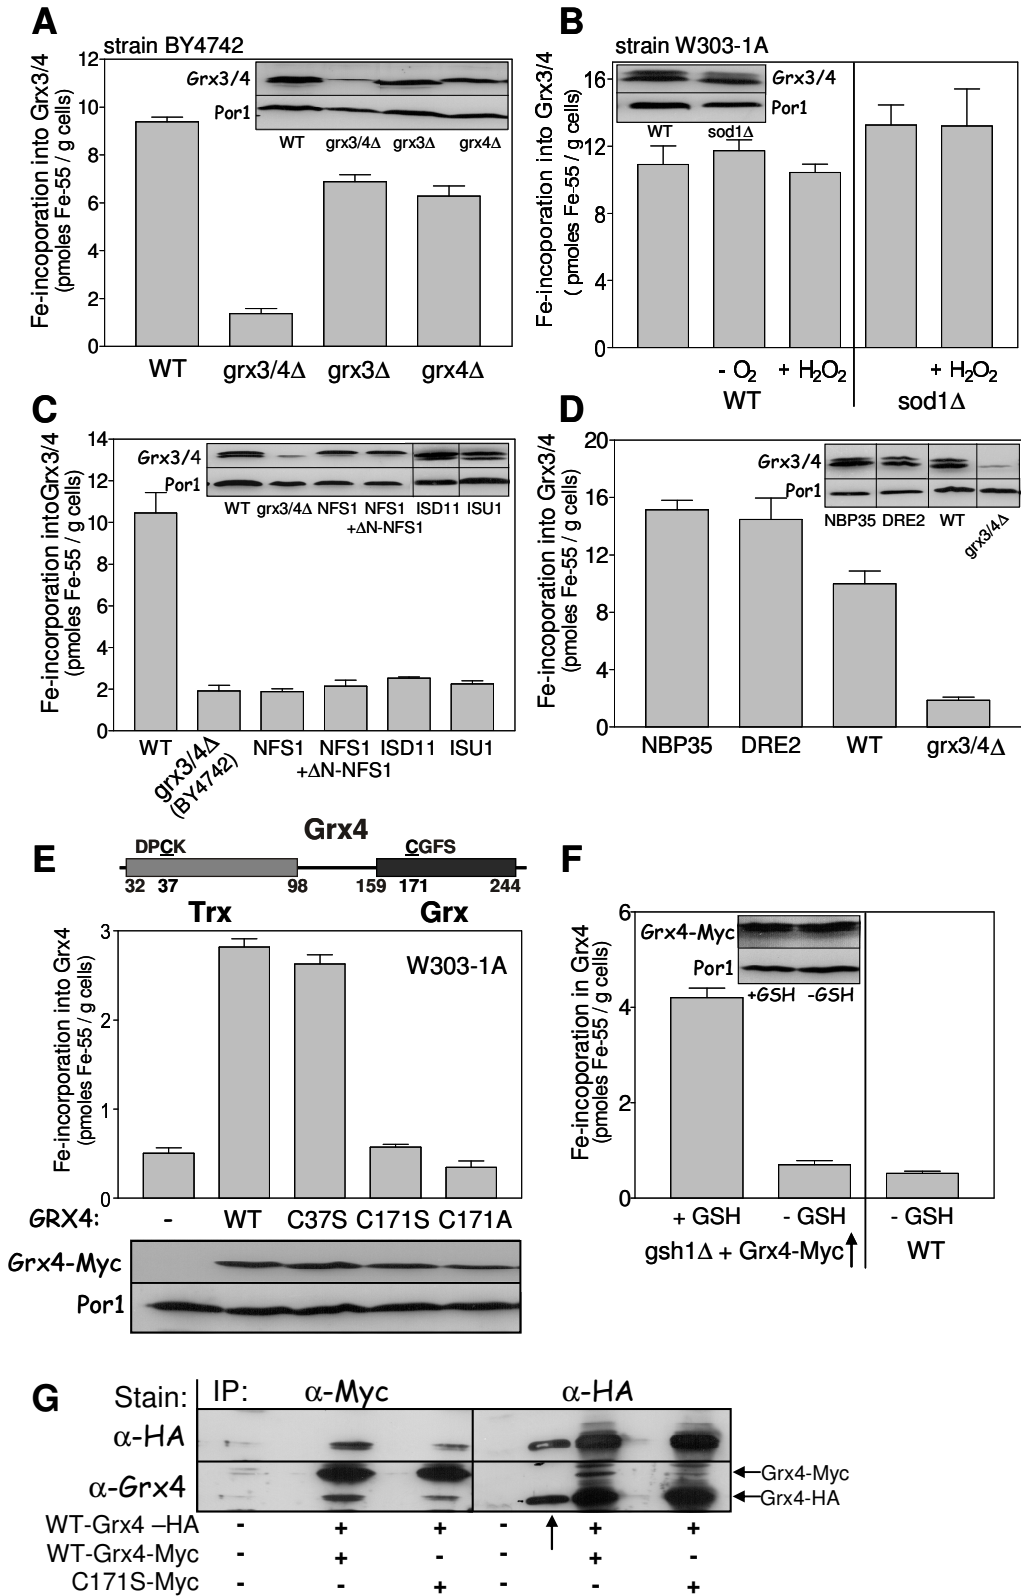 A
strain BY4742
Fe-incoporation into Grx3/4
(pmoles Fe-55 / g cells)
12
10
8
6
4
2
0
Grx3/4
Por1
WT grx3/4Δ grx3Δ grx4Δ
WT grx3/4Δ grx3Δ grx4Δ
B
strain W303-1A
Fe-incoporation into Grx3/4
( pmoles Fe-55 / g cells)
16
12
8
4
0
Grx3/4
Por1
WT sod1Δ
- O2 + H2O2 + H2O2
WT sod1Δ
C
Fe-incorporation intoGrx3/4
(pmoles Fe-55 / g cells)
14
12
10
8
6
4
2
0
Grx3/4
Por1
WT grx3/4Δ NFS1 NFS1 ISD11 ISU1
+ΔN-NFS1
WT grx3/4Δ NFS1 NFS1 ISD11 ISU1
(BY4742) +ΔN-NFS1
D
Fe-incoporation into Grx3/4
(pmoles Fe-55 / g cells)
20
16
12
8
4
0
Grx3/4
Por1
NBP35 DRE2 WT grx3/4Δ
NBP35 DRE2 WT grx3/4Δ
E
Grx4
DPCK CGFS
32 37 98 159 171 244
Trx Grx
Fe-incorporation into Grx4
(pmoles Fe-55 / g cells)
3
2
1
0
W303-1A
GRX4: - WT C37S C171S C171A
Grx4-Myc
Por1
F
Fe-incoporation in Grx4
(pmoles Fe-55 / g cells)
6
4
2
0
Grx4-Myc
Por1
+GSH -GSH
+ GSH - GSH - GSH
gsh1Δ + Grx4-Myc↑ WT
G
Stain: IP: α-Myc α-HA
α-HA
α-Grx4
←Grx4-Myc
←Grx4-HA
WT-Grx4 –HA - + + - ↑ + +
WT-Grx4-Myc - + - - + -
C171S-Myc - - + - - +